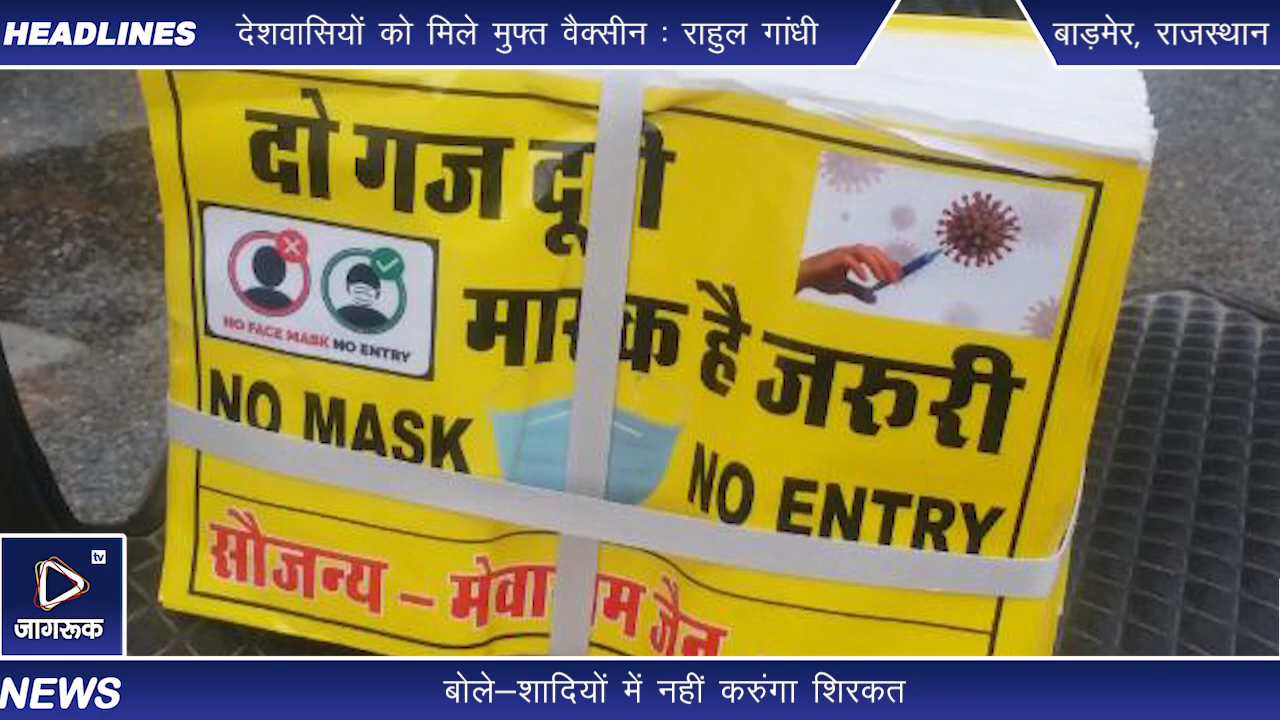 HEADLINES देशवासियों को मिले मुफ्त वैक्सीन : राहुल गांधी बाड़मेर, राजस्थान
दो गज दूरी
NO FACE MASK NO ENTRY
मास्क है जरुरी
NO MASK NO ENTRY
सौजन्य – मेवाराम जैन
tv
जागरूक
NEWS बोले–शादियों में नहीं करुंगा शिरकत